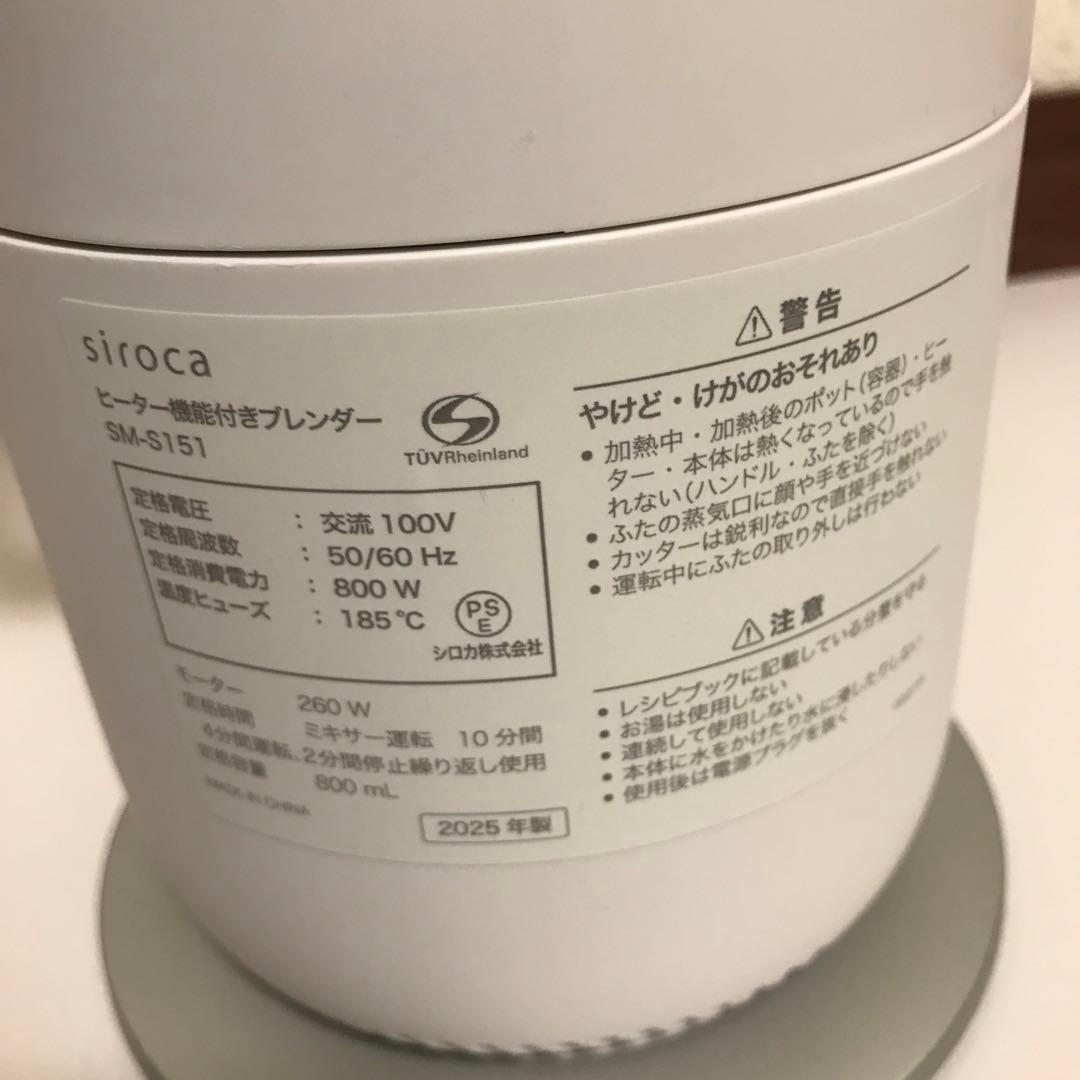 siroca
ヒーター機能付きブレンダー
SM-S151
TÜVRheinland
定格電圧 : 交流 100V
定格周波数 : 50/60 Hz
定格消費電力 : 800 W
温度ヒューズ : 185℃
PSE
シロカ株式会社
モーター 260 W
定格時間 ミキサー運転 10分間
4分間運転、2分間停止繰り返し使用
定格容量 800 mL
MADE IN CHINA
2025 年製
⚠警告
やけど・けがのおそれあり
• 加熱中・加熱後のポット(容器)・ヒー
ター・本体は熱くなっているので手を触
れない(ハンドル・ふたを除く)
• ふたの蒸気口に顔や手を近づけない
• カッターは鋭利なので直接手を触れない
• 運転中にふたの取り外しは行わない
⚠注意
• レシピブックに記載している分量を守る
• お湯は使用しない
• 連続して使用しない
• 本体に水をかけたり水に浸したりしない
• 使用後は電源プラグを抜く